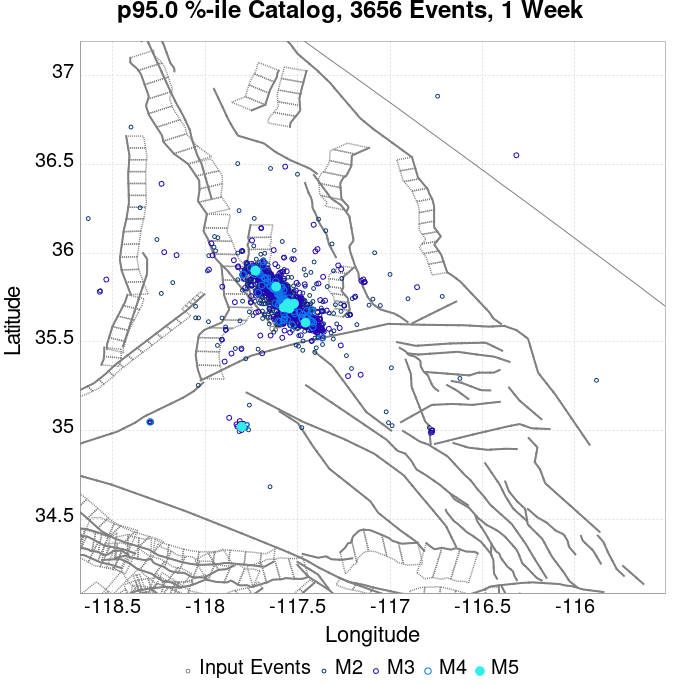 p95.0 %-ile Catalog, 3656 Events, 1 Week
37
36.5
36
35.5
35
34.5
Latitude
-118.5 -118 -117.5 -117 -116.5 -116
Longitude
Input Events M2 M3 M4 M5